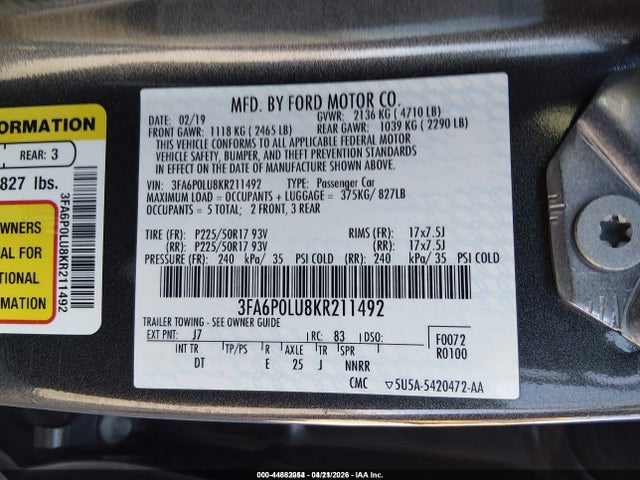 FORMATION
REAR: 3
827 lbs.
OWNERS
AL FOR
TIONAL
MATION
3FA6P0LU8KR211492
MFD. BY FORD MOTOR CO.
DATE: 02/19 GVWR: 2136 KG ( 4710 LB)
FRONT GAWR: 1118 KG ( 2465 LB) REAR GAWR: 1039 KG ( 2290 LB)
THIS VEHICLE CONFORMS TO ALL APPLICABLE FEDERAL MOTOR
VEHICLE SAFETY, BUMPER, AND THEFT PREVENTION STANDARDS
IN EFFECT ON THE DATE OF MANUFACTURE SHOWN ABOVE.
VIN: 3FA6P0LU8KR211492 TYPE: Passenger Car
MAXIMUM LOAD = OCCUPANTS + LUGGAGE = 375KG/ 827LB
OCCUPANTS = 5 TOTAL; 2 FRONT, 3 REAR
TIRE (FR): P225/50R17 93V RIMS (FR): 17x7.5J
(RR): P225/50R17 93V (RR): 17x7.5J
PRESSURE (FR): 240 kPa/ 35 PSI COLD (RR): 240 kPa/ 35 PSI COLD
3FA6P0LU8KR211492
TRAILER TOWING - SEE OWNER GUIDE
EXT PNT: J7 RC: 83 DSO: F0072
INT TR TP/PS R AXLE TR SPR R0100
DT E 25 J NNRR
CMC ▽5U5A-5420472-AA
IAA Inc.